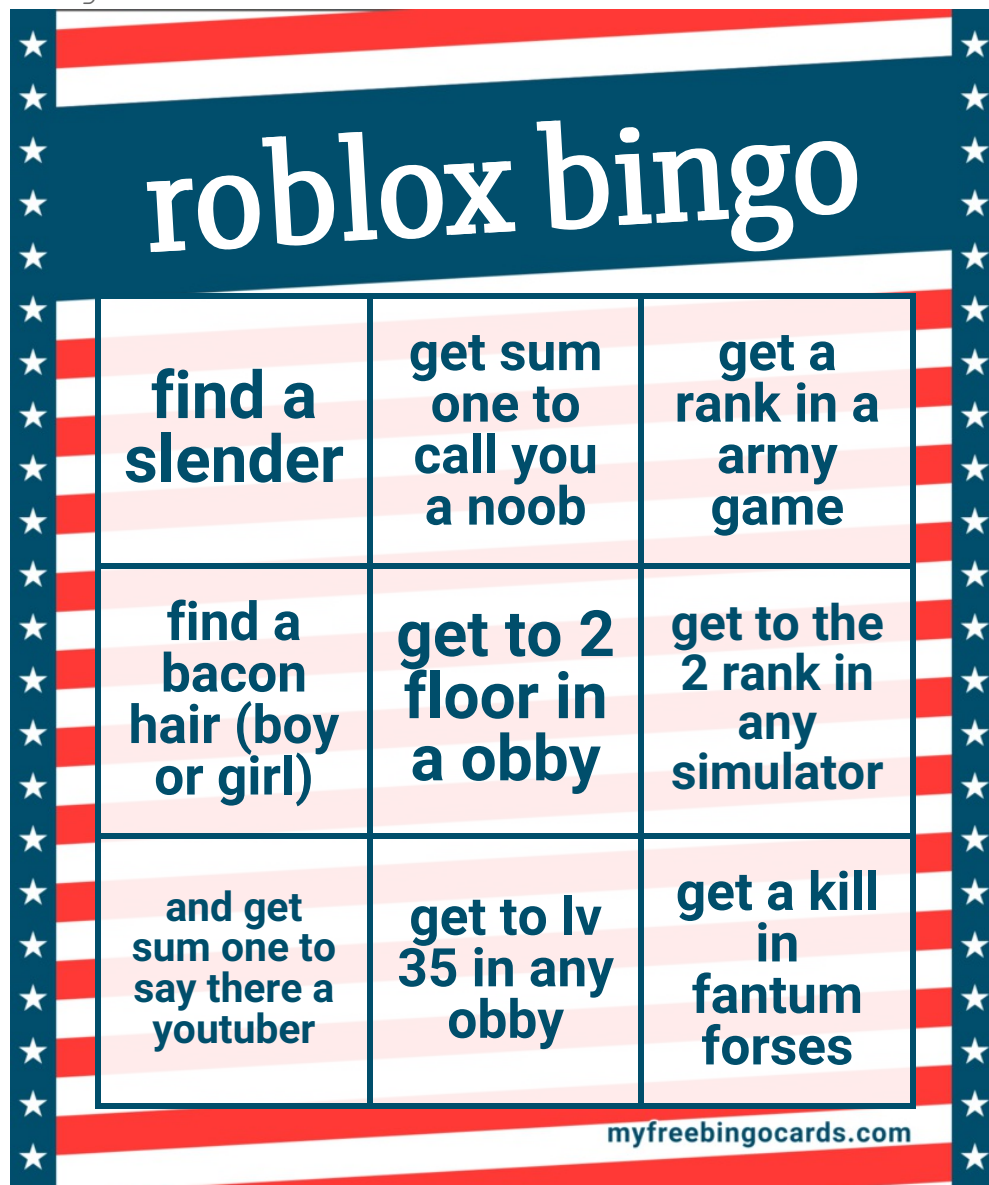 roblox bingo
find a
slender
get sum
one to
call you
a noob
get a
rank in a
army
game
find a
bacon
hair (boy
or girl)
get to 2
floor in
a obby
get to the
2 rank in
any
simulator
and get
sum one to
say there a
youtuber
get to lv
35 in any
obby
get a kill
in
fantum
forses
myfreebingocards.com